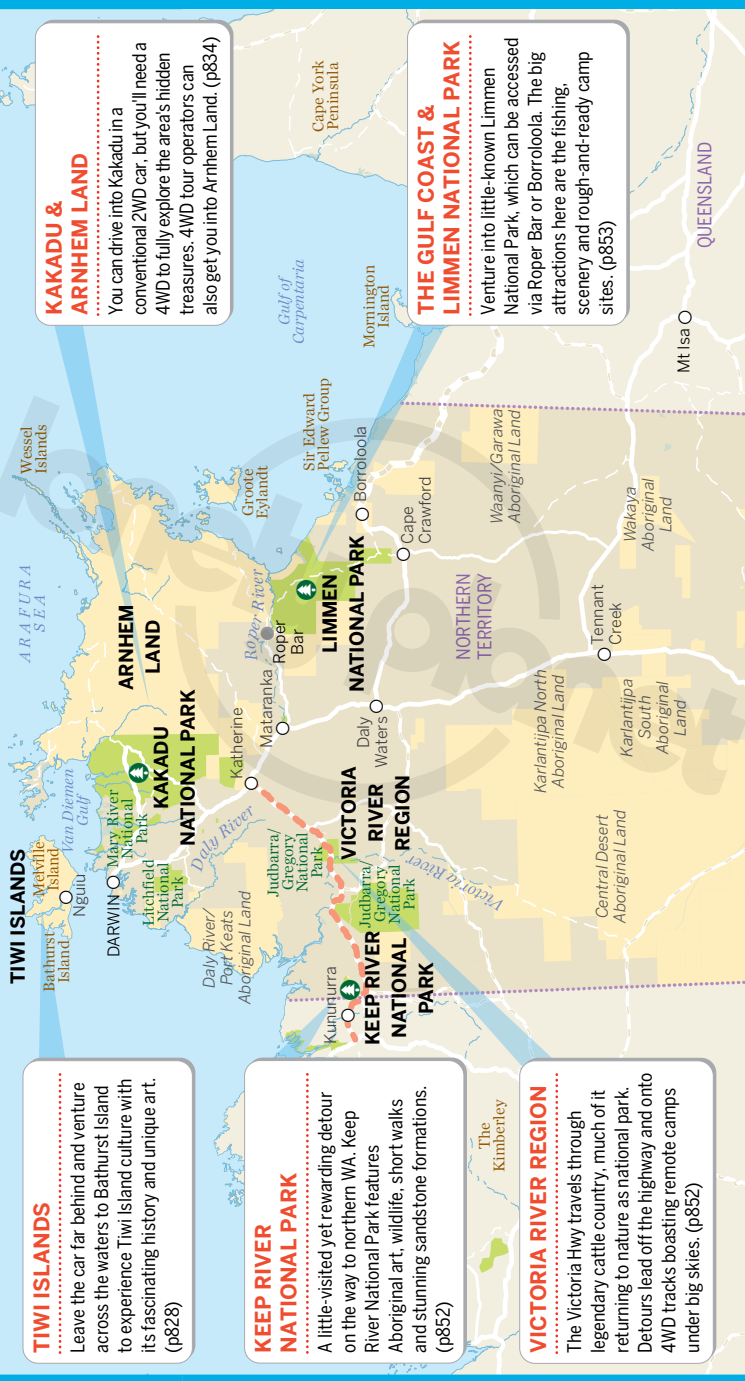 TIWI ISLANDS
Leave the car far behind and venture
across the waters to Bathurst Island
to experience Tiwi Island culture with
its fascinating history and unique art.
(p828)
KEEP RIVER
NATIONAL PARK
A little-visited yet rewarding detour
on the way to northern WA. Keep
River National Park features
Aboriginal art, wildlife, short walks
and stunning sandstone formations.
(p852)
VICTORIA RIVER REGION
The Victoria Hwy travels through
legendary cattle country, much of it
returning to nature as national park.
Detours lead off the highway and onto
4WD tracks boasting remote camps
under big skies. (p852)
TIWI ISLANDS
Bathurst
Island
Melville
Island
Nguiu
Van Diemen
Gulf
DARWIN
Mary River
National
Park
Litchfield
National
Park
KAKADU
NATIONAL PARK
ARNHEM
LAND
ARAFURA
SEA
Wessel
Islands
Groote
Eylandt
Daly River
Daly River/
Port Keats
Aboriginal Land
Katherine
Mataranka
Roper River
Roper
Bar
LIMMEN
NATIONAL PARK
Sir Edward
Pellew Group
Borroloola
Cape
Crawford
Judbarra/
Gregory
National
Park
Judbarra/
Gregory
National
Park
VICTORIA
RIVER
REGION
Victoria River
Daly
Waters
Kununurra
KEEP RIVER
NATIONAL
PARK
The
Kimberley
NORTHERN
TERRITORY
Central Desert
Aboriginal Land
Karlantijpa North
Aboriginal Land
Karlantijpa
South
Aboriginal
Land
Tennant
Creek
Waanyi/Garawa
Aboriginal Land
Wakaya
Aboriginal
Land
Gulf of
Carpentaria
Mornington
Island
Cape York
Peninsula
Mt Isa
QUEENSLAND
KAKADU &
ARNHEM LAND
You can drive into Kakadu in a
conventional 2WD car, but you'll need a
4WD to fully explore the area's hidden
treasures. 4WD tour operators can
also get you into Arnhem Land. (p834)
THE GULF COAST &
LIMMEN NATIONAL PARK
Venture into little-known Limmen
National Park, which can be accessed
via Roper Bar or Borroloola. The big
attractions here are the fishing,
scenery and rough-and-ready camp
sites. (p853)
lonely planet